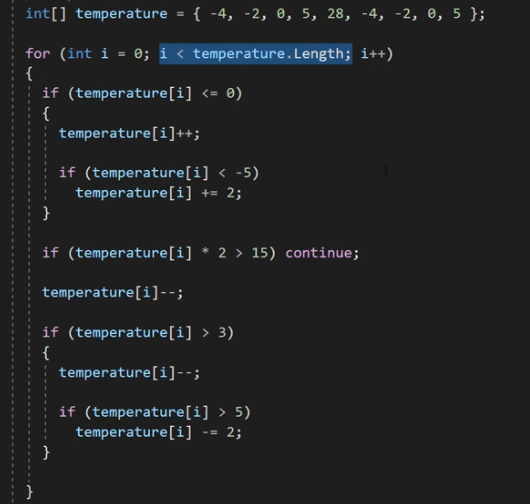 int[] temperature = { -4, -2, 0, 5, 28, -4, -2, 0, 5 };
for (int i = 0; i < temperature.Length; i++)
{
if (temperature[i] <= 0)
{
temperature[i]++;
if (temperature[i] < -5)
temperature[i] += 2;
}
if (temperature[i] * 2 > 15) continue;
temperature[i]--;
if (temperature[i] > 3)
{
temperature[i]--;
if (temperature[i] > 5)
temperature[i] -= 2;
}
}